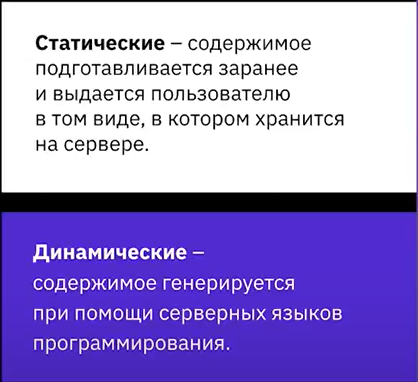 Статические – содержимое
подготавливается заранее
и выдается пользователю
в том виде, в котором хранится
на сервере.
Динамические –
содержимое генерируется
при помощи серверных языков
программирования.